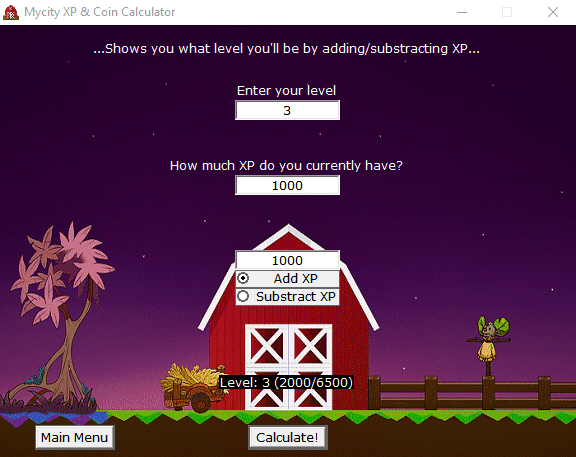 Mycity XP & Coin Calculator
...Shows you what level you'll be by adding/substracting XP...
Enter your level
3
How much XP do you currently have?
1000
1000
Add XP
Substract XP
Level: 3 (2000/6500)
Main Menu
Calculate!